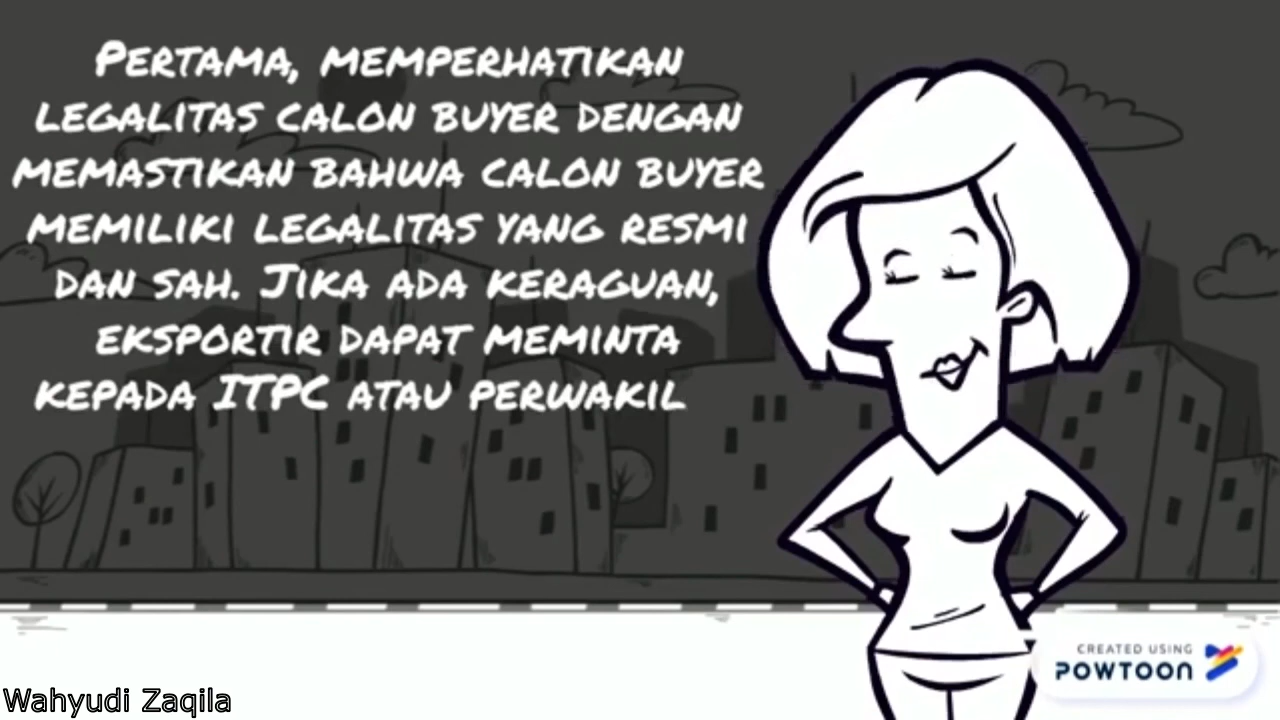 Pertama, memperhatikan
legalitas calon buyer dengan
memastikan bahwa calon buyer
memiliki legalitas yang resmi
dan sah. Jika ada keraguan,
eksportir dapat meminta
kepada ITPC atau perwakil
CREATED USING
POWTOON
Wahyudi Zaqila